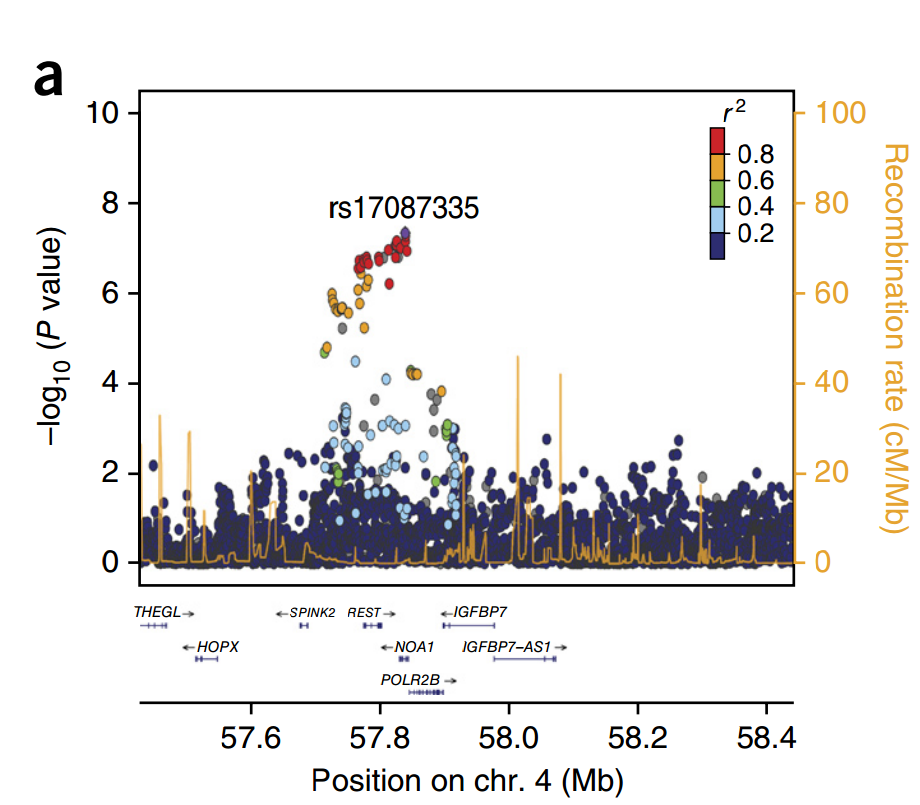 a
10
8
6
4
2
0
–log10 (P value)
rs17087335
r2
0.8
0.6
0.4
0.2
100
80
60
40
20
0
Recombination rate (cM/Mb)
THEGL→ ←SPINK2 REST→ ←IGFBP7
←HOPX ←NOA1 IGFBP7–AS1→
POLR2B→
57.6 57.8 58.0 58.2 58.4
Position on chr. 4 (Mb)